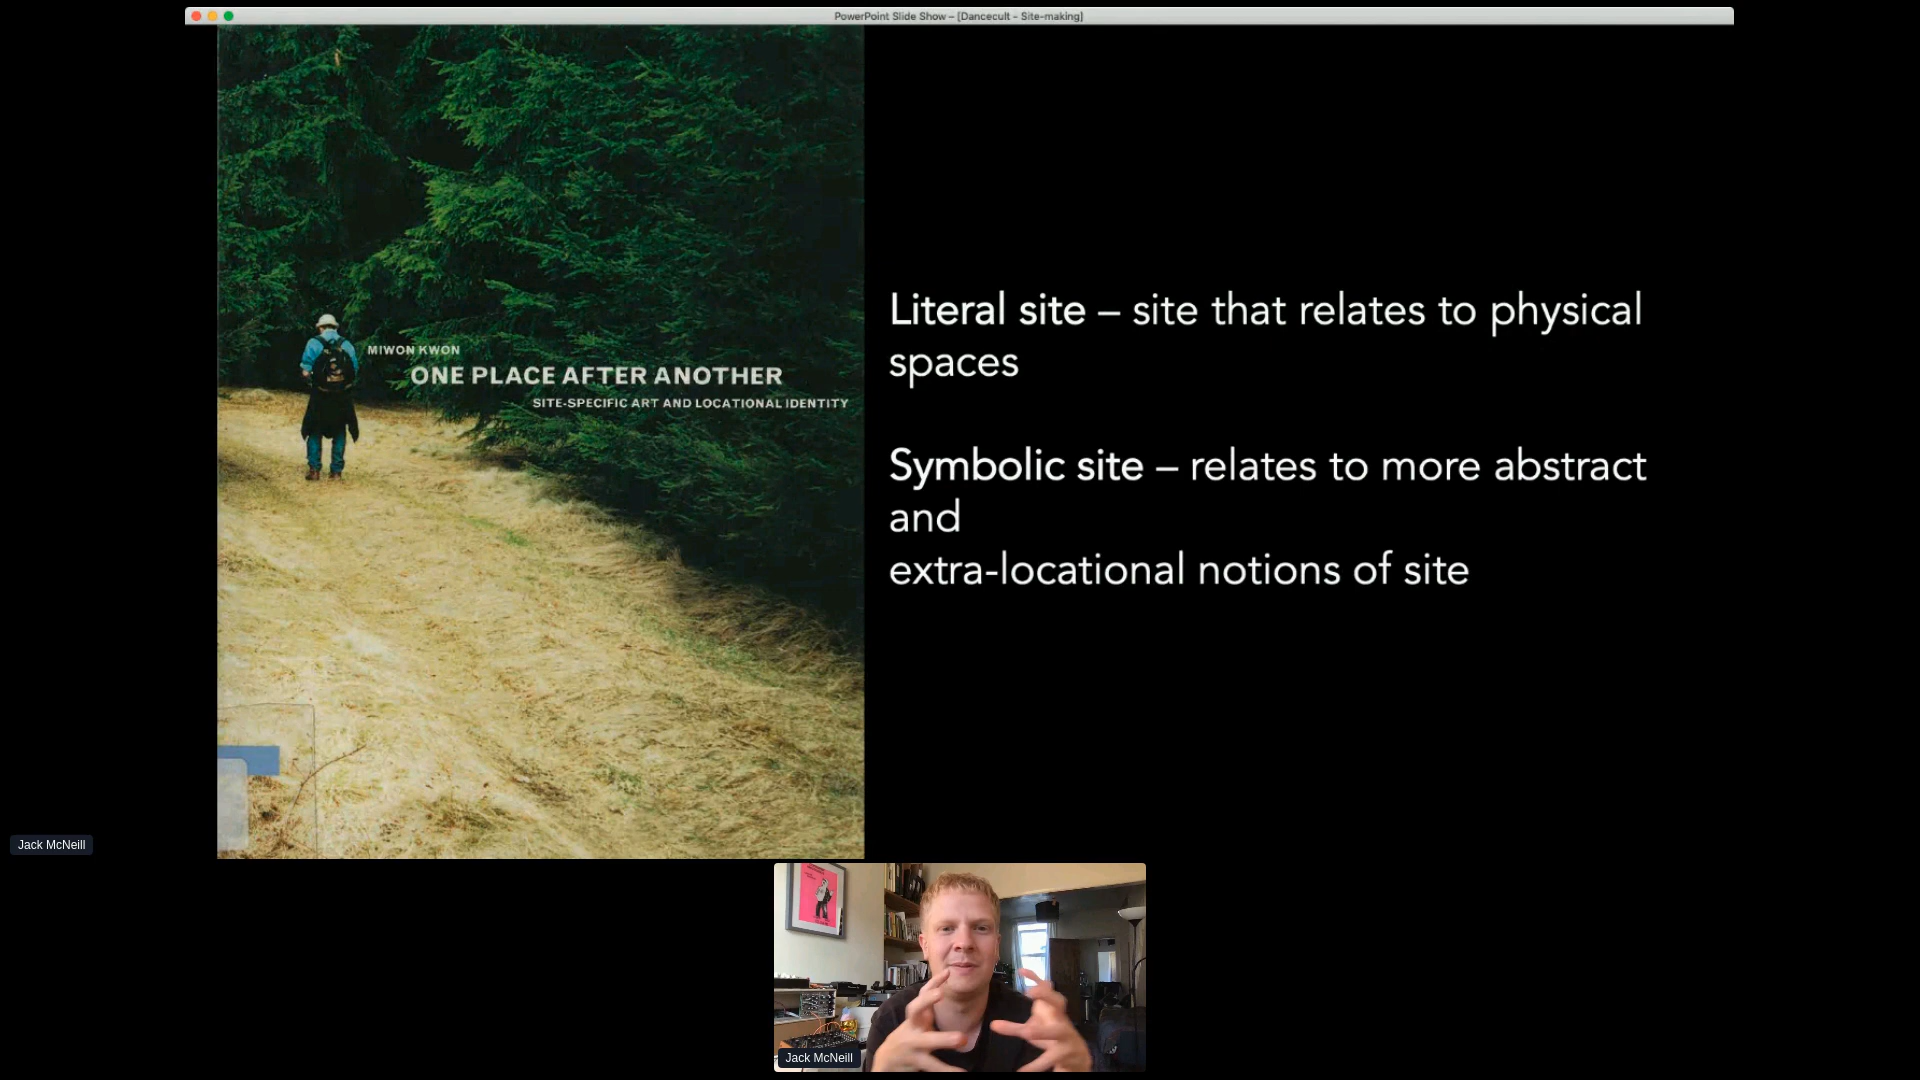 PowerPoint Slide Show – [Dancecult - Site-making]
MIWON KWON
ONE PLACE AFTER ANOTHER
SITE-SPECIFIC ART AND LOCATIONAL IDENTITY
Literal site – site that relates to physical
spaces
Symbolic site – relates to more abstract
and
extra-locational notions of site
Jack McNeill
Jack McNeill